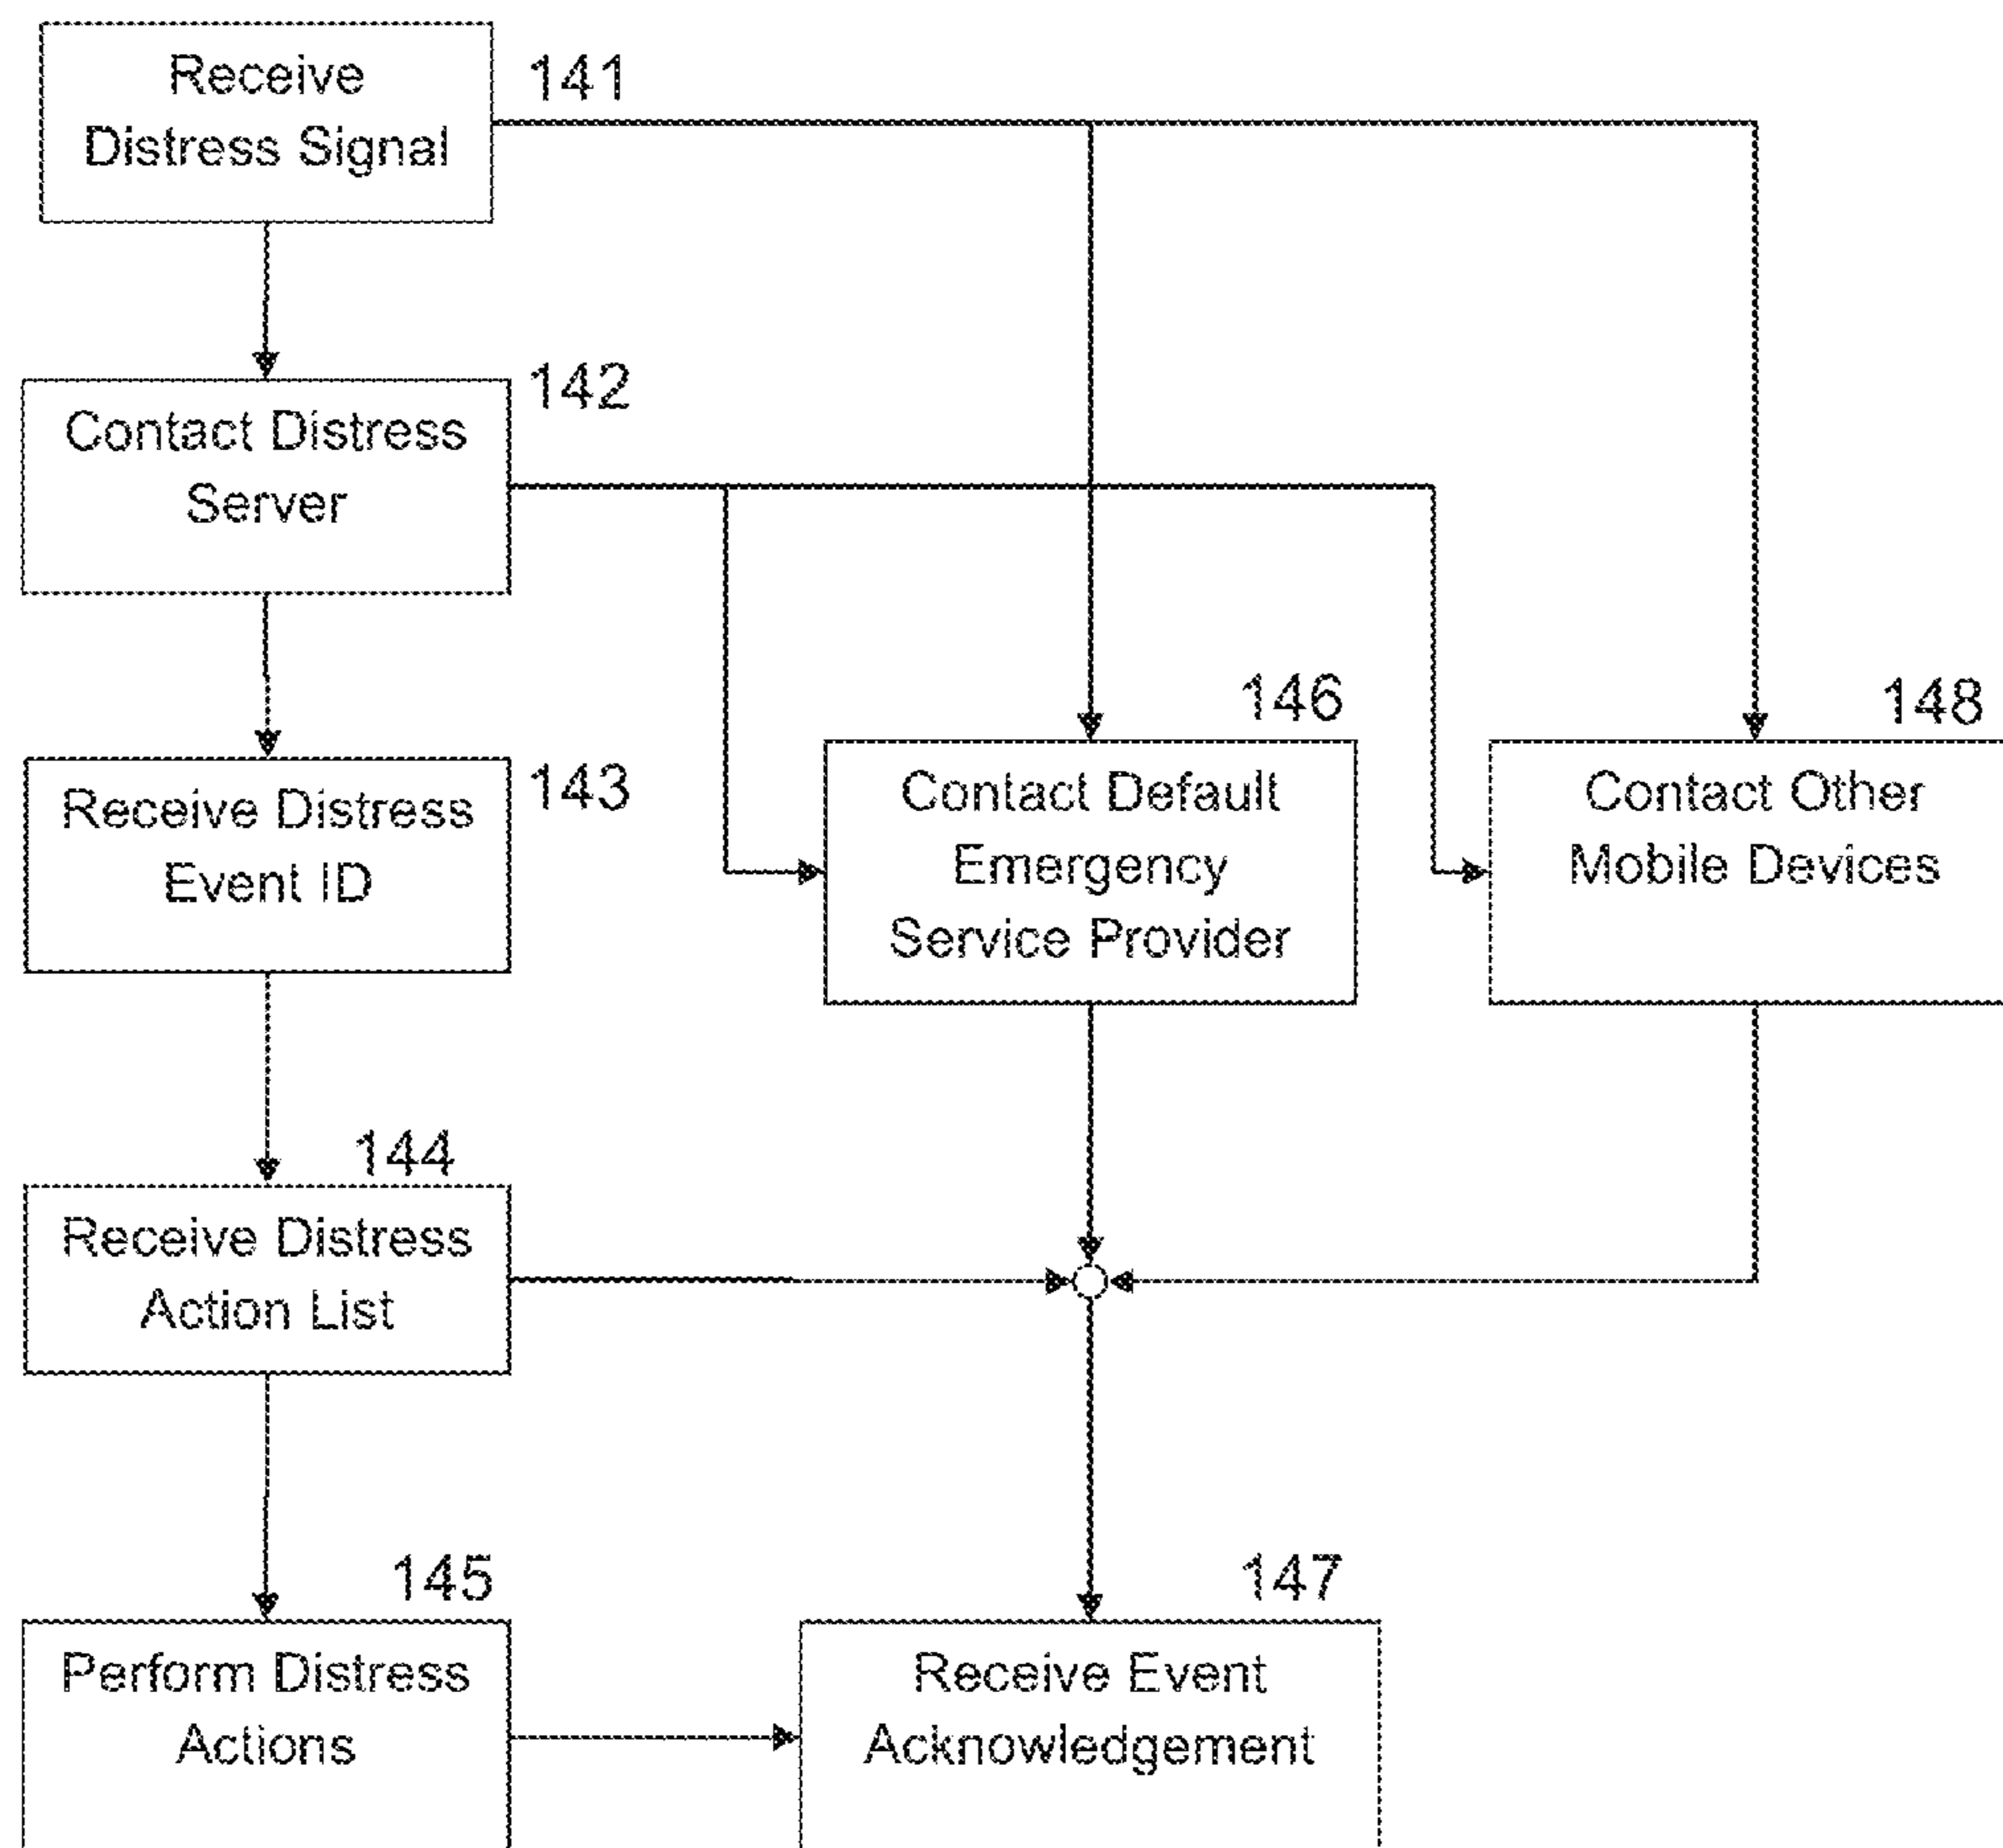 Receive
Distress Signal
141
Contact Distress
Server
142
Receive Distress
Event ID
143
146
Contact Default
Emergency
Service Provider
148
Contact Other
Mobile Devices
144
Receive Distress
Action List
145
Perform Distress
Actions
147
Receive Event
Acknowledgement